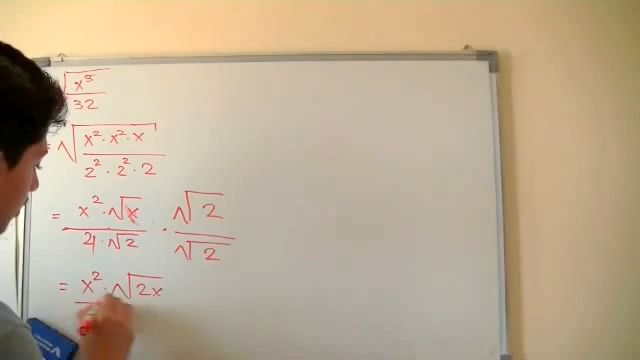 √(x⁵/32)
= √((x²·x²·x)/(2²·2²·2))
= (x²·√x)/(4·√2) · √2/√2
= x²·√(2x)